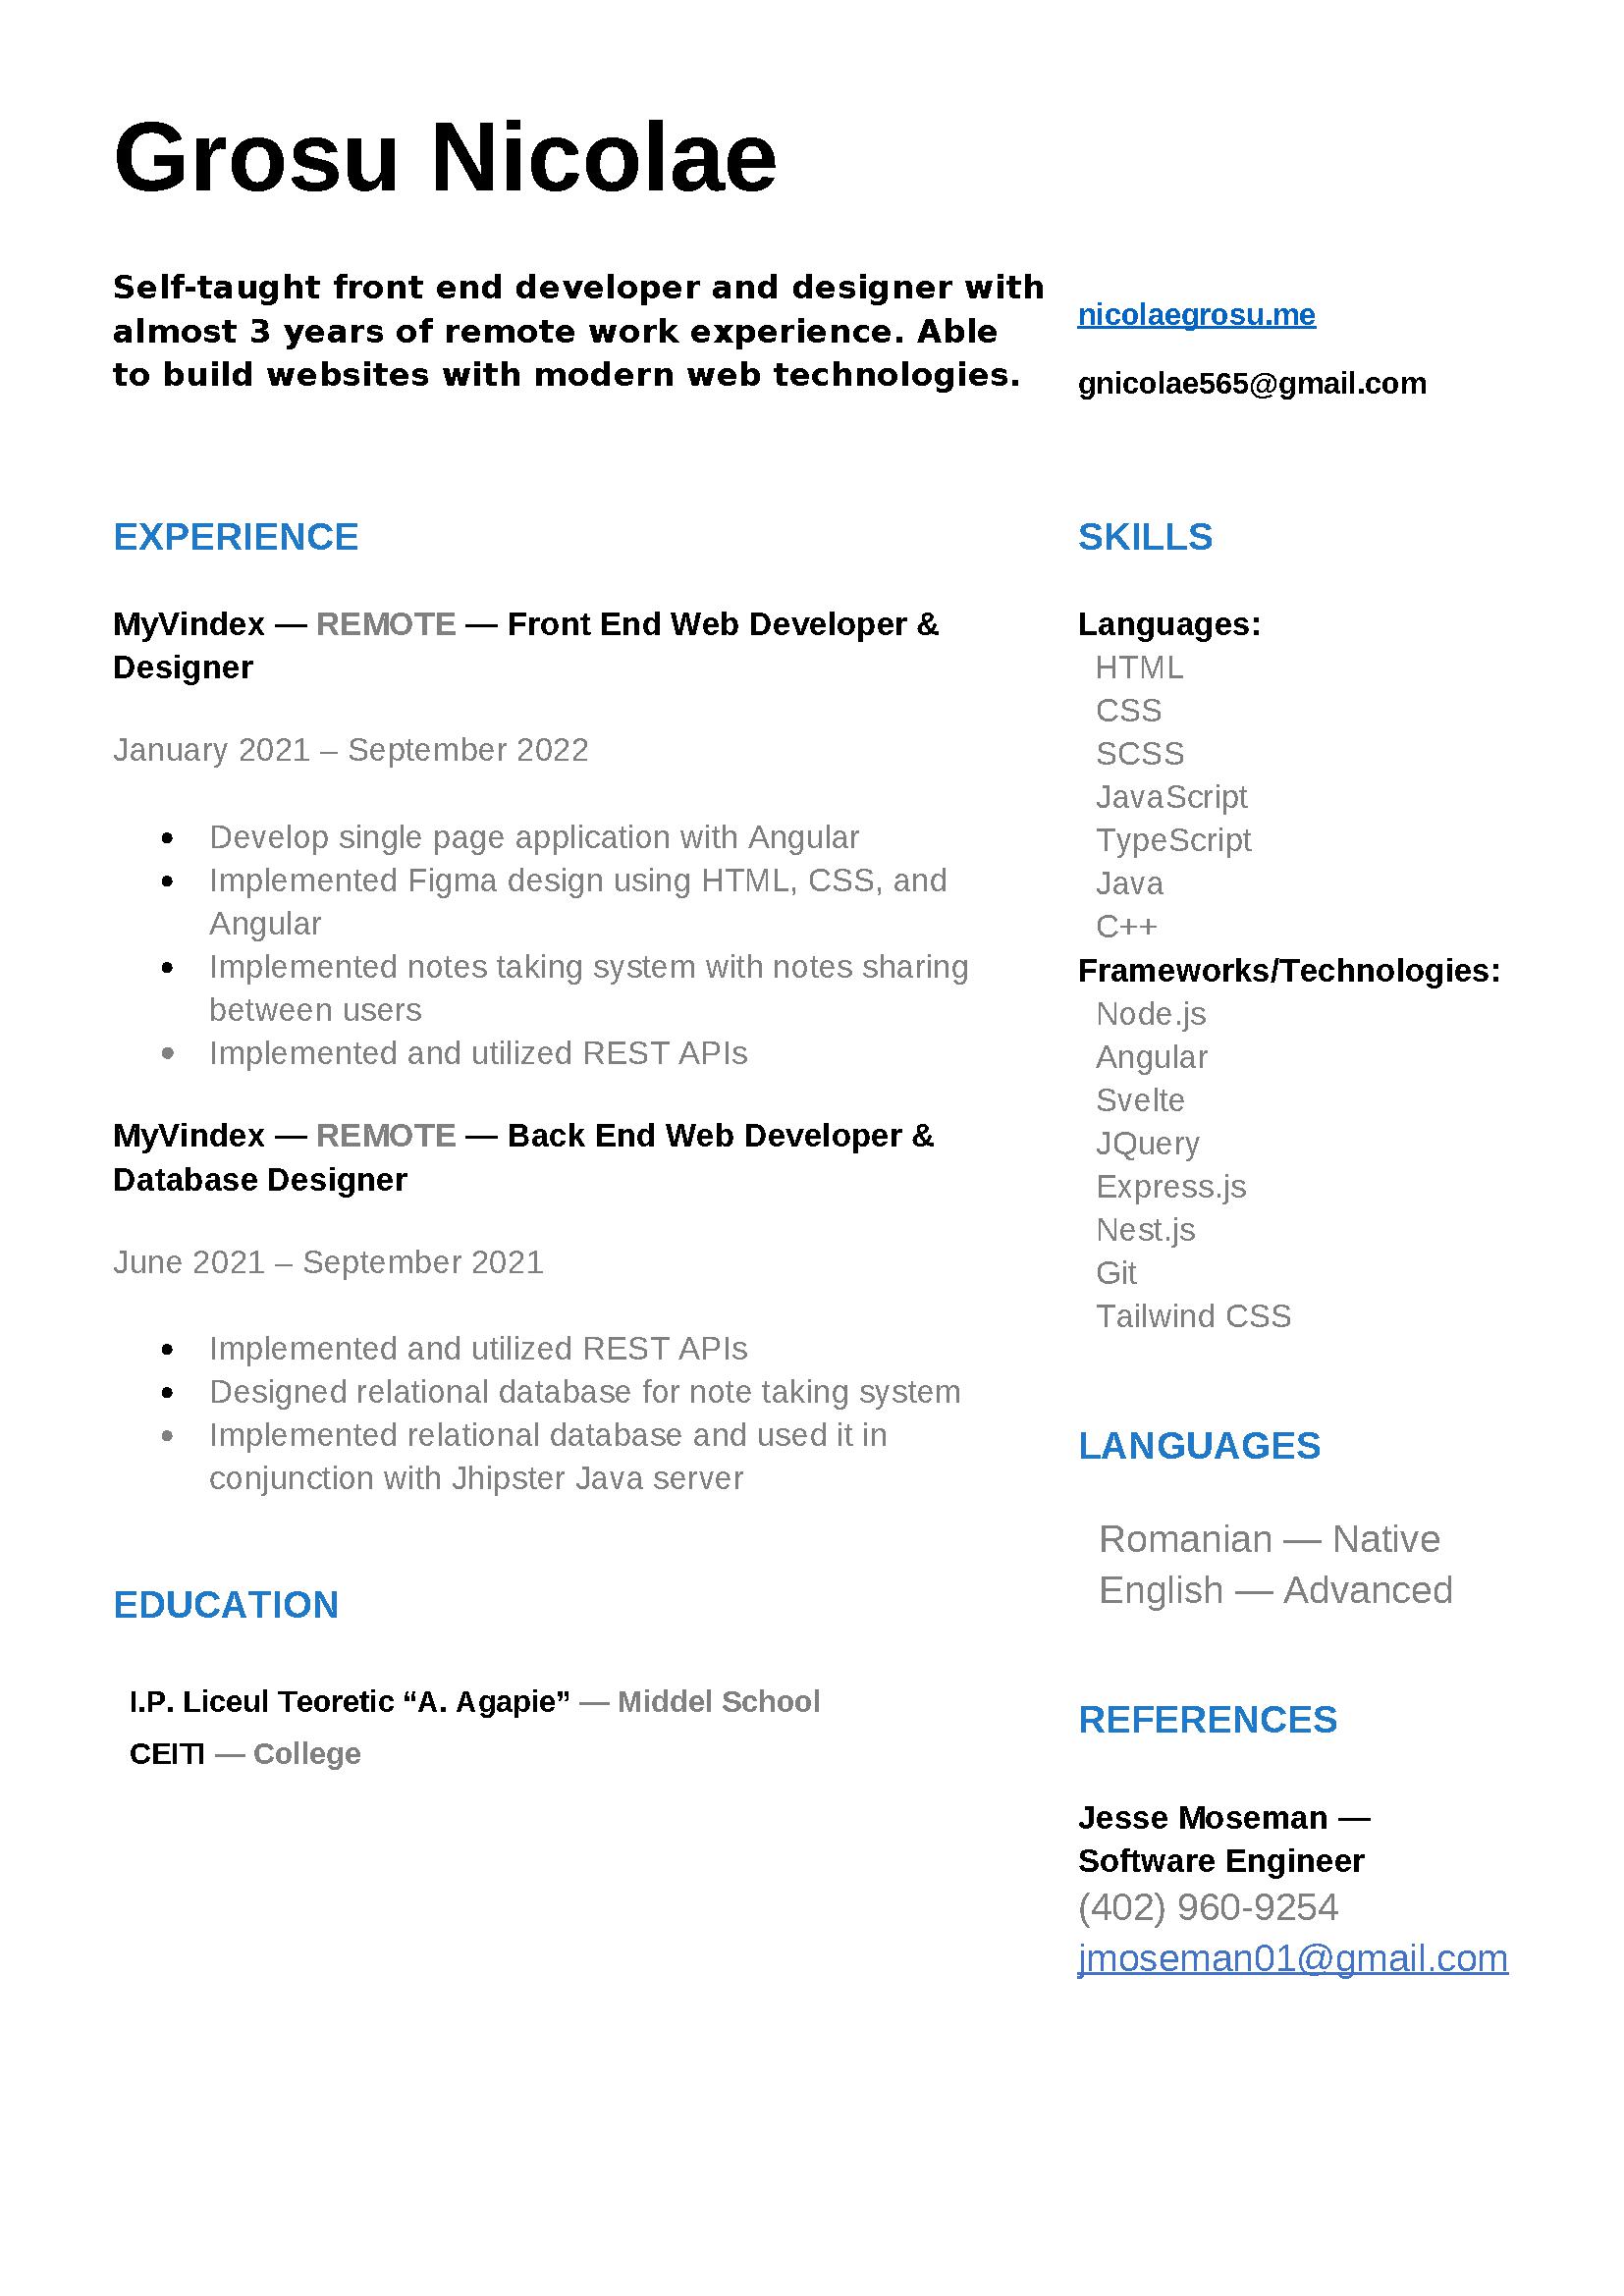 Grosu Nicolae
Self-taught front end developer and designer with
almost 3 years of remote work experience. Able
to build websites with modern web technologies.
nicolaegrosu.me
gnicolae565@gmail.com
EXPERIENCE
MyVindex — REMOTE — Front End Web Developer &
Designer
January 2021 – September 2022
• Develop single page application with Angular
• Implemented Figma design using HTML, CSS, and
Angular
• Implemented notes taking system with notes sharing
between users
• Implemented and utilized REST APIs
MyVindex — REMOTE — Back End Web Developer &
Database Designer
June 2021 – September 2021
• Implemented and utilized REST APIs
• Designed relational database for note taking system
• Implemented relational database and used it in
conjunction with Jhipster Java server
EDUCATION
I.P. Liceul Teoretic “A. Agapie” — Middel School
CEITI — College
SKILLS
Languages:
HTML
CSS
SCSS
JavaScript
TypeScript
Java
C++
Frameworks/Technologies:
Node.js
Angular
Svelte
JQuery
Express.js
Nest.js
Git
Tailwind CSS
LANGUAGES
Romanian — Native
English — Advanced
REFERENCES
Jesse Moseman —
Software Engineer
(402) 960-9254
jmoseman01@gmail.com